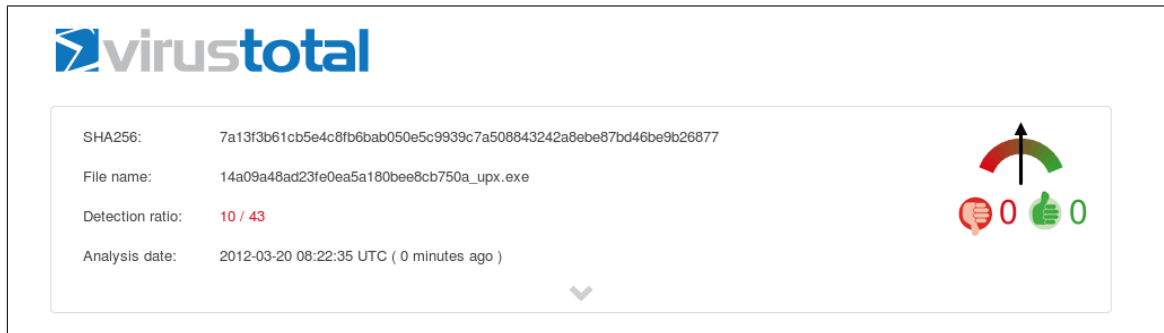 virustotal
SHA256: 7a13f3b61cb5e4c8fb6bab050e5c9939c7a508843242a8ebe87bd46be9b26877
File name: 14a09a48ad23fe0ea5a180bee8cb750a_upx.exe
Detection ratio: 10 / 43
0 0
Analysis date: 2012-03-20 08:22:35 UTC ( 0 minutes ago )